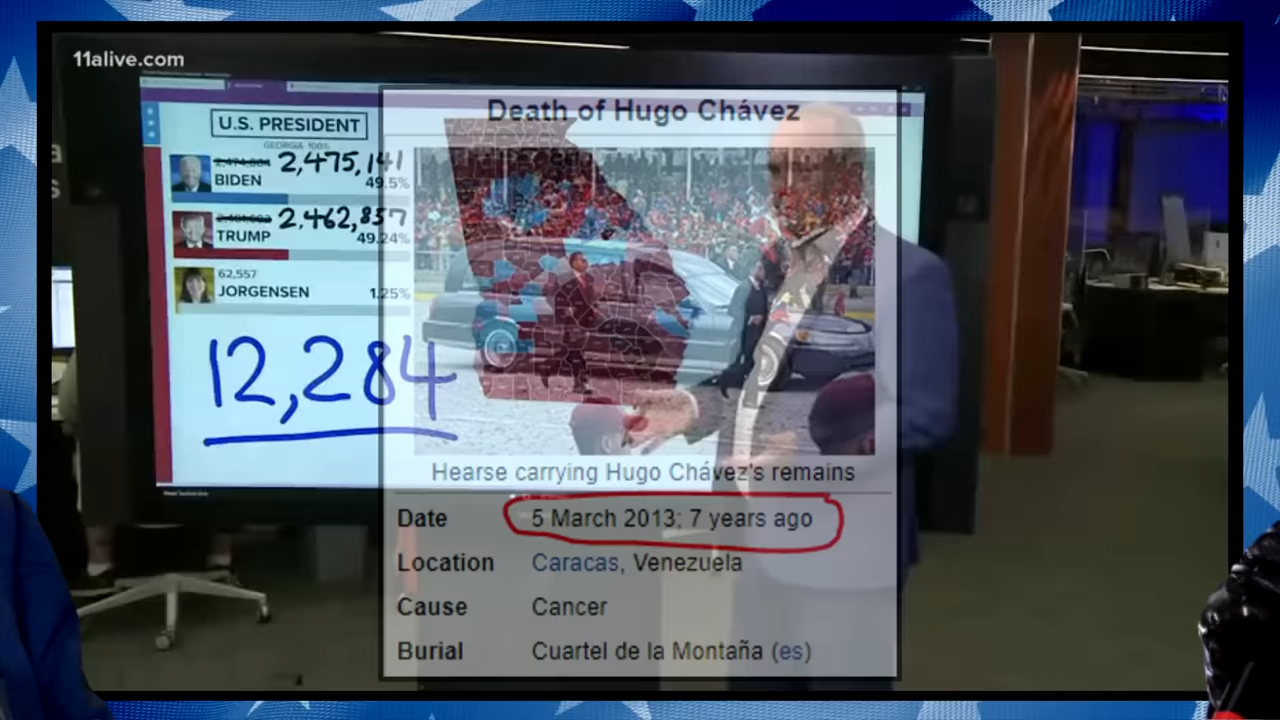 11alive.com
U.S. PRESIDENT
GEORGIA 100%
2,475,141
BIDEN
49.5%
2,462,857
TRUMP
49.24%
62,557
JORGENSEN
1.25%
12,284
Death of Hugo Chávez
Hearse carrying Hugo Chávez's remains
Date 5 March 2013; 7 years ago
Location Caracas, Venezuela
Cause Cancer
Burial Cuartel de la Montaña (es)